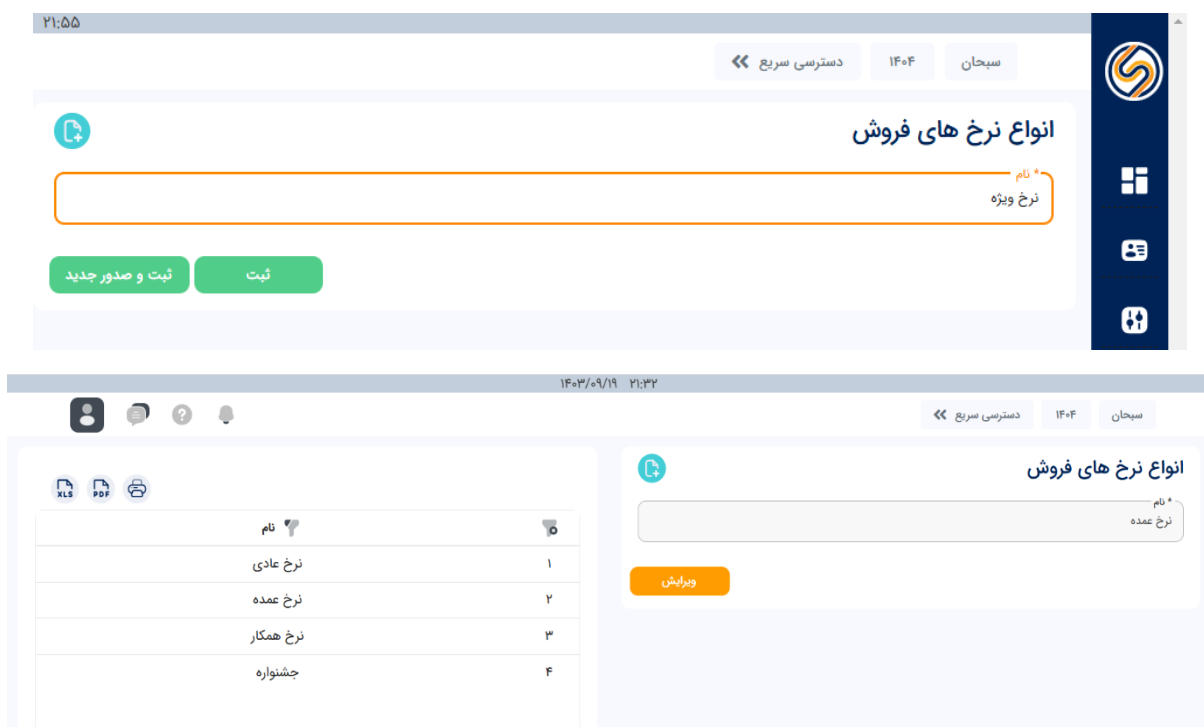 ۲۱:۵۵
سبحان ۱۴۰۴ دسترسی سریع
انواع نرخ های فروش
* نام
نرخ ویژه
ثبت ثبت و صدور جدید
۱۴۰۳/۰۹/۱۹ ۲۱:۳۲
سبحان ۱۴۰۴ دسترسی سریع
انواع نرخ های فروش
* نام
نرخ عمده
ویرایش
XLS PDF
نام
۱ نرخ عادی
۲ نرخ عمده
۳ نرخ همکار
۴ جشنواره